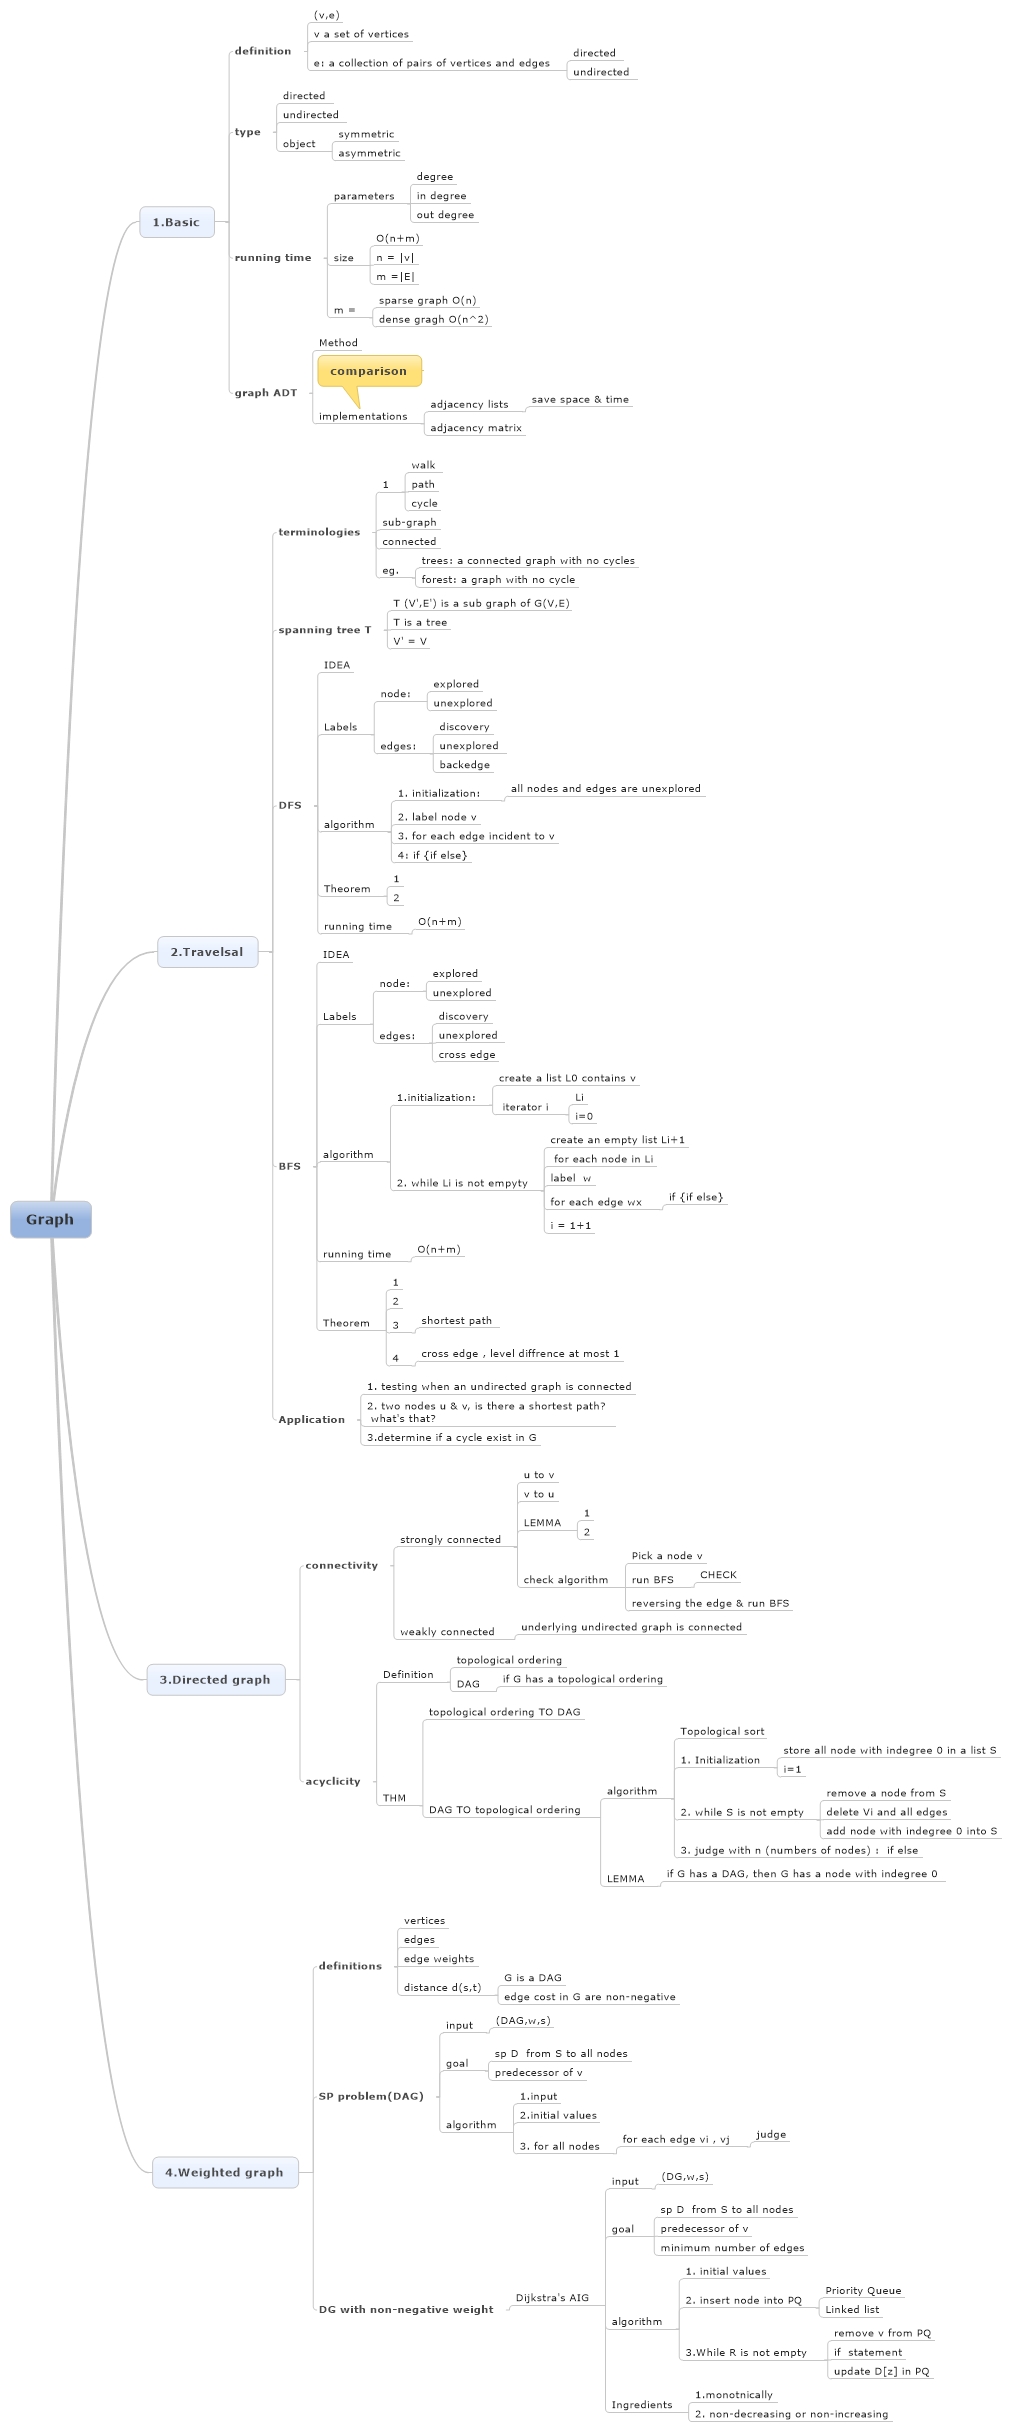 Graph
1.Basic
definition
(v,e)
v a set of vertices
e: a collection of pairs of vertices and edges
directed
undirected
type
directed
undirected
object
symmetric
asymmetric
running time
parameters
degree
in degree
out degree
size
O(n+m)
n = |v|
m =|E|
m =
sparse graph O(n)
dense gragh O(n^2)
graph ADT
Method
comparison
implementations
adjacency lists
save space & time
adjacency matrix
2.Travelsal
terminologies
1
walk
path
cycle
sub-graph
connected
eg.
trees: a connected graph with no cycles
forest: a graph with no cycle
spanning tree T
T (V',E') is a sub graph of G(V,E)
T is a tree
V' = V
DFS
IDEA
Labels
node:
explored
unexplored
edges:
discovery
unexplored
backedge
algorithm
1. initialization:
all nodes and edges are unexplored
2. label node v
3. for each edge incident to v
4: if {if else}
Theorem
1
2
running time
O(n+m)
BFS
IDEA
Labels
node:
explored
unexplored
edges:
discovery
unexplored
cross edge
algorithm
1.initialization:
create a list L0 contains v
iterator i
Li
i=0
2. while Li is not empyty
create an empty list Li+1
for each node in Li
label  w
for each edge wx
if {if else}
i = 1+1
running time
O(n+m)
Theorem
1
2
3
shortest path
4
cross edge , level diffrence at most 1
Application
1. testing when an undirected graph is connected
2. two nodes u & v, is there a shortest path?
what's that?
3.determine if a cycle exist in G
3.Directed graph
connectivity
strongly connected
u to v
v to u
LEMMA
1
2
check algorithm
Pick a node v
run BFS
CHECK
reversing the edge & run BFS
weakly connected
underlying undirected graph is connected
acyclicity
Definition
topological ordering
DAG
if G has a topological ordering
THM
topological ordering TO DAG
DAG TO topological ordering
algorithm
Topological sort
1. Initialization
store all node with indegree 0 in a list S
i=1
2. while S is not empty
remove a node from S
delete Vi and all edges
add node with indegree 0 into S
3. judge with n (numbers of nodes) :  if else
LEMMA
if G has a DAG, then G has a node with indegree 0
4.Weighted graph
definitions
vertices
edges
edge weights
distance d(s,t)
G is a DAG
edge cost in G are non-negative
SP problem(DAG)
input
(DAG,w,s)
goal
sp D  from S to all nodes
predecessor of v
algorithm
1.input
2.initial values
3. for all nodes
for each edge vi , vj
judge
DG with non-negative weight
Dijkstra's AIG
input
(DG,w,s)
goal
sp D  from S to all nodes
predecessor of v
minimum number of edges
algorithm
1. initial values
2. insert node into PQ
Priority Queue
Linked list
3.While R is not empty
remove v from PQ
if  statement
update D[z] in PQ
Ingredients
1.monotnically
2. non-decreasing or non-increasing